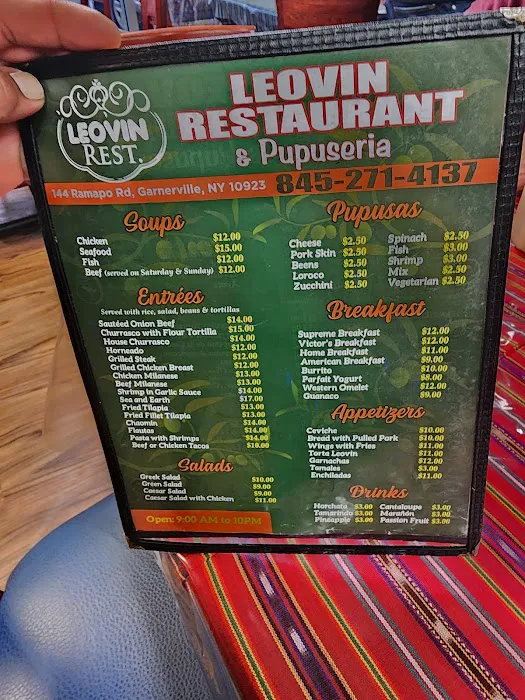 LEOVIN
REST.
LEOVIN
RESTAURANT
& Pupuseria
144 Ramapo Rd, Garnerville, NY 10923 845-271-4137
Soups
Chicken $12.00
Seafood $15.00
Fish $12.00
Beef (served on Saturday & Sunday) $12.00
Entrées
Served with rice, salad, beans & tortillas
Sautéed Onion Beef $14.00
Churrasco with Flour Tortilla $15.00
House Churrasco $14.00
Horneado $12.00
Grilled Steak $12.00
Grilled Chicken Breast $12.00
Chicken Milanese $13.00
Beef Milanese $13.00
Shrimp in Garlic Sauce $14.00
Sea and Earth $17.00
Fried Tilapia $13.00
Fried Fillet Tilapia $13.00
Chaomin $14.00
Flautas $14.00
Pasta with Shrimps $14.00
Beef or Chicken Tacos $10.00
Salads
Greek Salad $10.00
Green Salad $9.00
Caesar Salad $9.00
Caesar Salad with Chicken $11.00
Open: 9:00 AM to 10PM
Pupusas
Cheese $2.50 Spinach $2.50
Pork Skin $2.50 Fish $3.00
Beens $2.50 Shrimp $3.00
Loroco $2.50 Mix $2.50
Zucchini $2.50 Vegetarian $2.50
Breakfast
Supreme Breakfast $12.00
Victor's Breakfast $12.00
Home Breakfast $11.00
American Breakfast $9.00
Burrito $10.00
Parfait Yogurt $8.00
Western Omelet $12.00
Guanaco $9.00
Appetizers
Ceviche $10.00
Bread with Pulled Pork $10.00
Wings with Fries $11.00
Torta Leovin $11.00
Garnachas $12.00
Tamales $3.00
Enchiladas $11.00
Drinks
Horchata $3.00 Cantaloupe $3.00
Tamarindo $3.00 Marañón $3.00
Pineapple $3.00 Passion Fruit $3.00